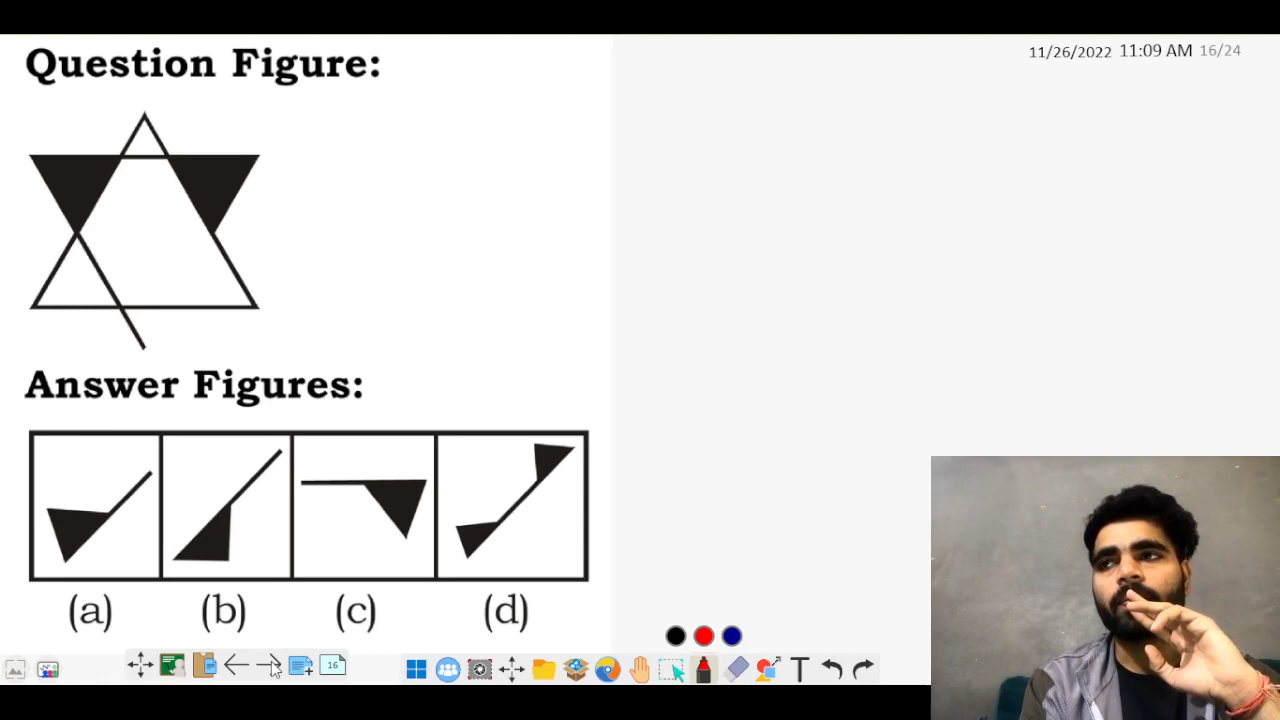 Question Figure:
11/26/2022 11:09 AM 16/24
Answer Figures:
(a) (b) (c) (d)
16
T